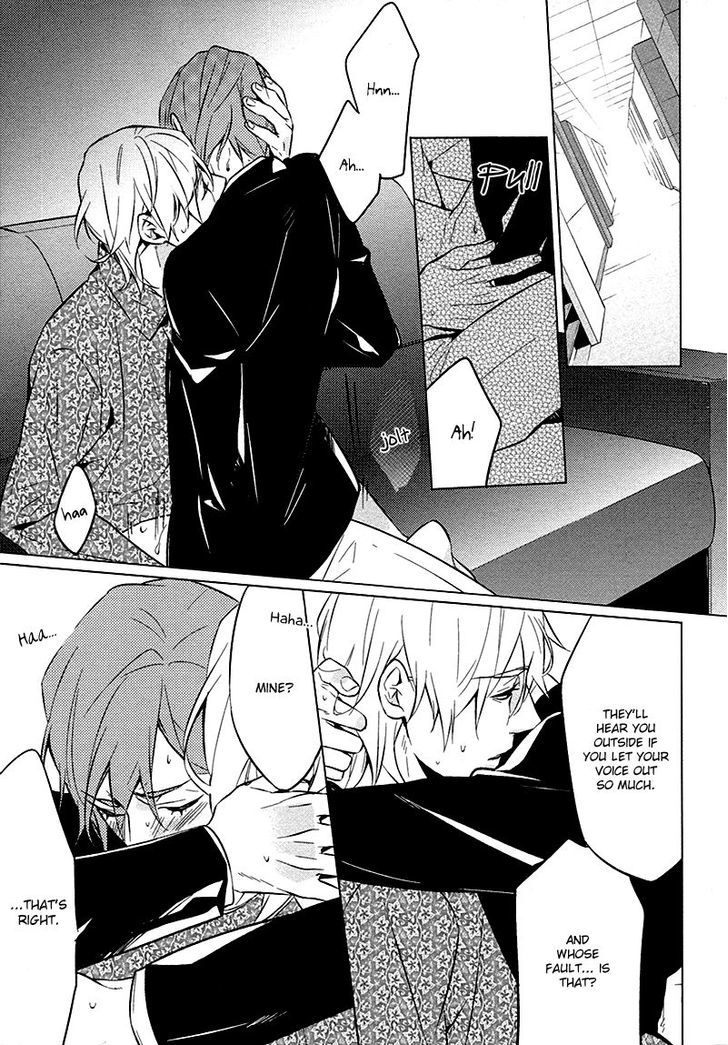 Pull
Hnn...
Ah...
Ah!
jolt
haa
THEY'LL
HEAR YOU
OUTSIDE IF
YOU LET YOUR
VOICE OUT
SO MUCH.
AND
WHOSE
FAULT... IS
THAT?
Haha..
MINE?
Haa...
...THAT'S
RIGHT.